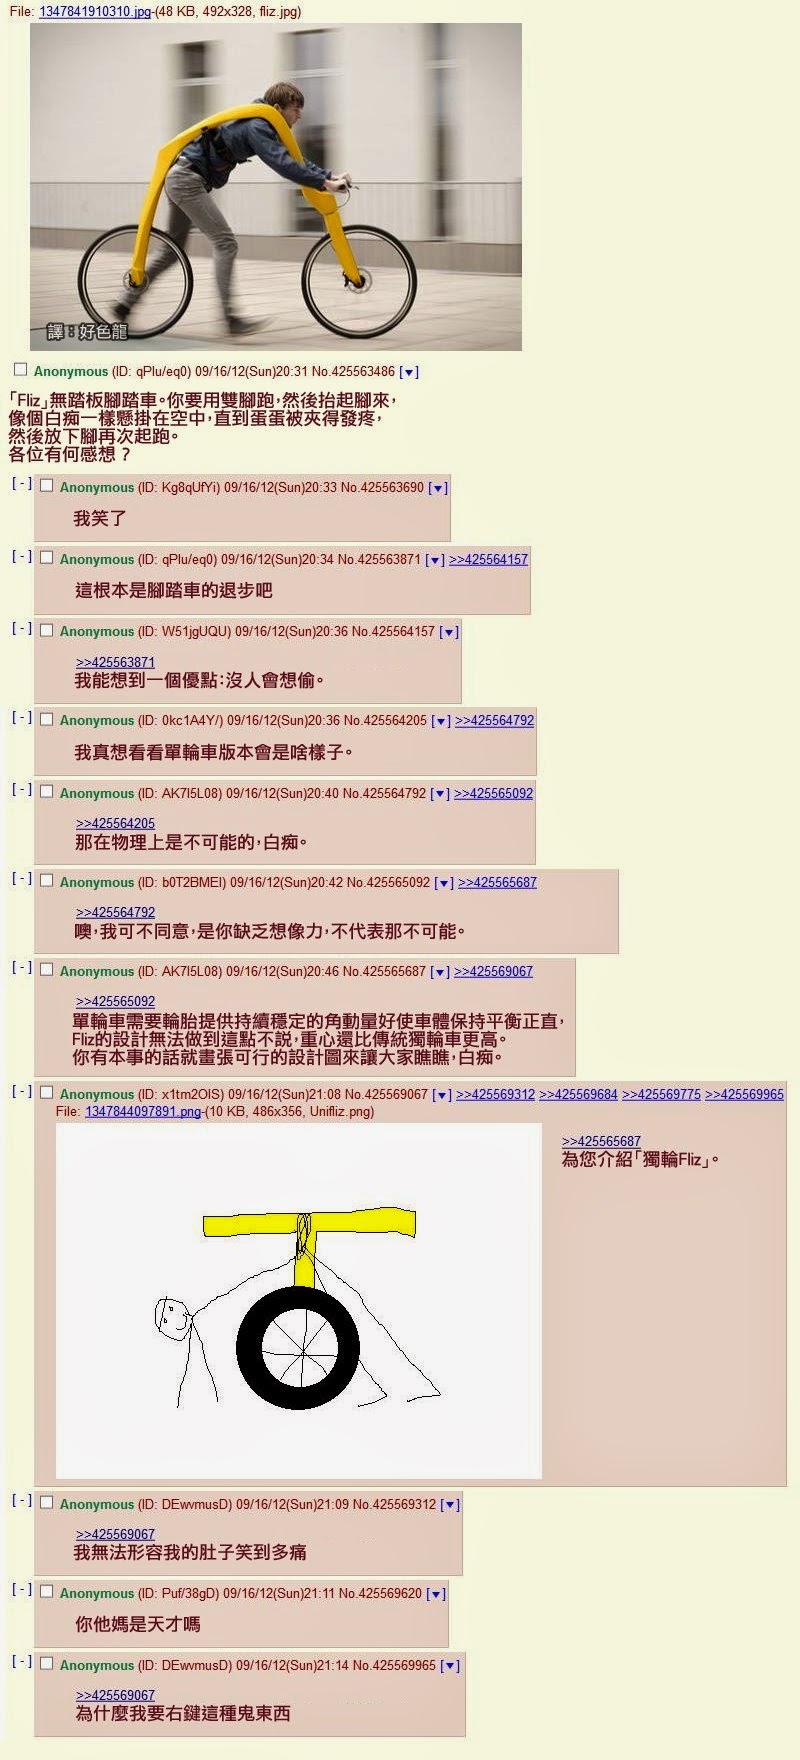 File: 1347841910310.jpg-(48 KB, 492x328, fliz.jpg)
譯：好色龍
Anonymous (ID: qPlu/eq0) 09/16/12(Sun)20:31 No.425563486 [▼]
「Fliz」無踏板腳踏車。你要用雙腳跑，然後抬起腳來，
像個白痴一樣懸掛在空中，直到蛋蛋被夾得發疼，
然後放下腳再次起跑。
各位有何感想？
[-] Anonymous (ID: Kg8qUfYi) 09/16/12(Sun)20:33 No.425563690 [▼]
我笑了
[-] Anonymous (ID: qPlu/eq0) 09/16/12(Sun)20:34 No.425563871 [▼] >>425564157
這根本是腳踏車的退步吧
[-] Anonymous (ID: W51jgUQU) 09/16/12(Sun)20:36 No.425564157 [▼]
>>425563871
我能想到一個優點：沒人會想偷。
[-] Anonymous (ID: 0kc1A4Y/) 09/16/12(Sun)20:36 No.425564205 [▼] >>425564792
我真想看看單輪車版本會是啥樣子。
[-] Anonymous (ID: AK7l5L08) 09/16/12(Sun)20:40 No.425564792 [▼] >>425565092
>>425564205
那在物理上是不可能的，白痴。
[-] Anonymous (ID: b0T2BMEl) 09/16/12(Sun)20:42 No.425565092 [▼] >>425565687
>>425564792
噢，我可不同意，是你缺乏想像力，不代表那不可能。
[-] Anonymous (ID: AK7l5L08) 09/16/12(Sun)20:46 No.425565687 [▼] >>425569067
>>425565092
單輪車需要輪胎提供持續穩定的角動量好使車體保持平衡正直，
Fliz的設計無法做到這點不說，重心還比傳統獨輪車更高。
你有本事的話就畫張可行的設計圖來讓大家瞧瞧，白痴。
[-] Anonymous (ID: x1tm2OlS) 09/16/12(Sun)21:08 No.425569067 [▼] >>425569312 >>425569684 >>425569775 >>425569965
File: 1347844097891.png-(10 KB, 486x356, Unifliz.png)
>>425565687
為您介紹「獨輪Fliz」。
[-] Anonymous (ID: DEwvmusD) 09/16/12(Sun)21:09 No.425569312 [▼]
>>425569067
我無法形容我的肚子笑到多痛
[-] Anonymous (ID: Puf/38gD) 09/16/12(Sun)21:11 No.425569620 [▼]
你他媽是天才嗎
[-] Anonymous (ID: DEwvmusD) 09/16/12(Sun)21:14 No.425569965 [▼]
>>425569067
為什麼我要右鍵這種鬼東西